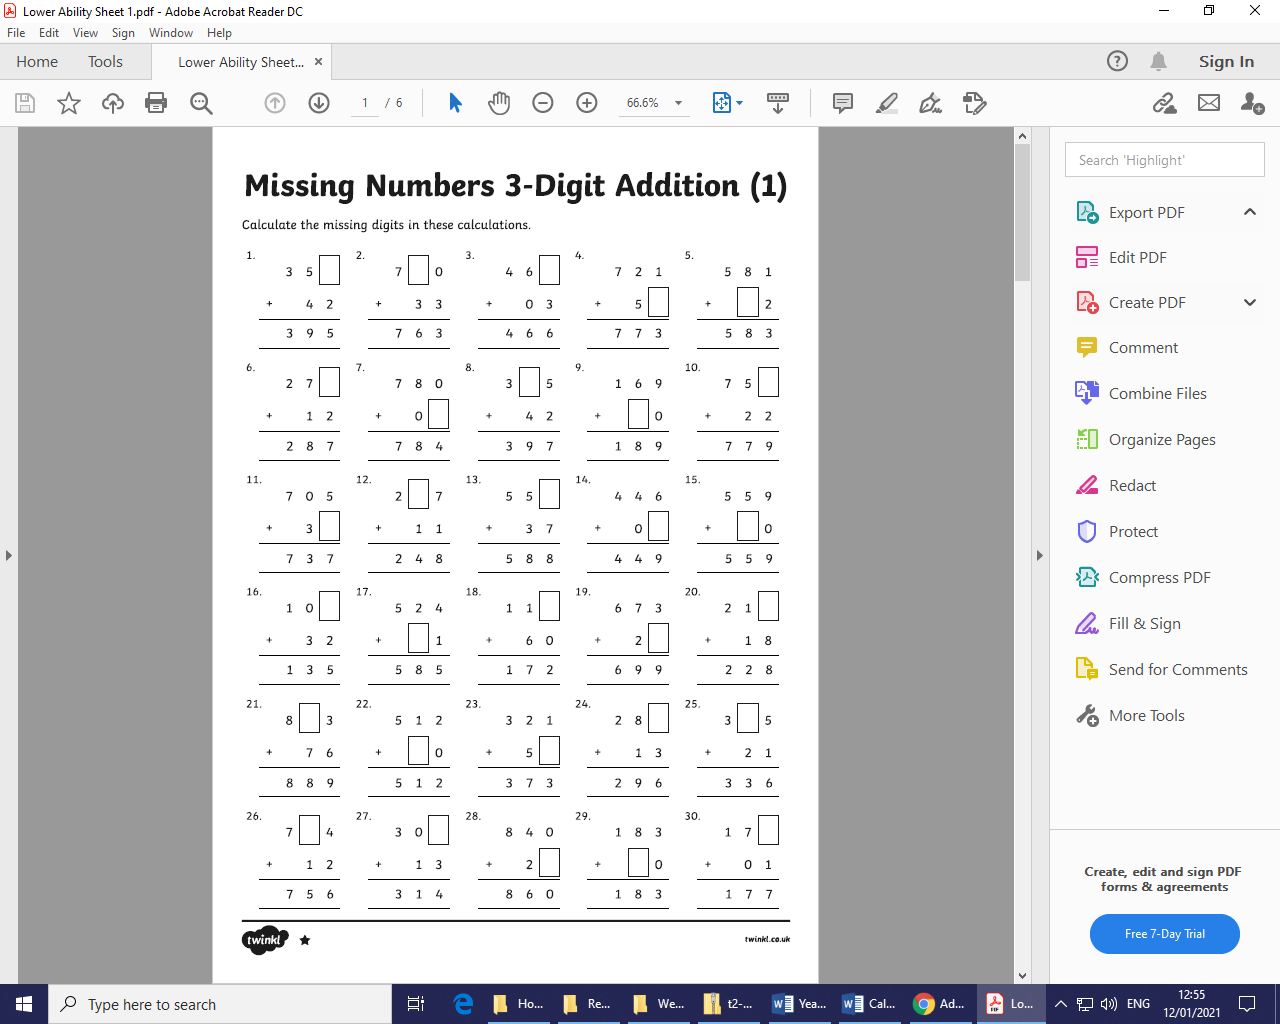 Lower Ability Sheet 1.pdf - Adobe Acrobat Reader DC
File Edit View Sign Window Help
Home Tools Lower Ability Sheet... × Sign In
1 / 6 66.6%
Missing Numbers 3-Digit Addition (1)
Calculate the missing digits in these calculations.
1. 2. 3. 4. 5.
3 5 7 0 4 6 7 2 1 5 8 1
+ 4 2 + 3 3 + 0 3 + 5 + 2
3 9 5 7 6 3 4 6 6 7 7 3 5 8 3
6. 7. 8. 9. 10.
2 7 7 8 0 3 5 1 6 9 7 5
+ 1 2 + 0 + 4 2 + 0 + 2 2
2 8 7 7 8 4 3 9 7 1 8 9 7 7 9
11. 12. 13. 14. 15.
7 0 5 2 7 5 5 4 4 6 5 5 9
+ 3 + 1 1 + 3 7 + 0 + 0
7 3 7 2 4 8 5 8 8 4 4 9 5 5 9
16. 17. 18. 19. 20.
1 0 5 2 4 1 1 6 7 3 2 1
+ 3 2 + 1 + 6 0 + 2 + 1 8
1 3 5 5 8 5 1 7 2 6 9 9 2 2 8
21. 22. 23. 24. 25.
8 3 5 1 2 3 2 1 2 8 3 5
+ 7 6 + 0 + 5 + 1 3 + 2 1
8 8 9 5 1 2 3 7 3 2 9 6 3 3 6
26. 27. 28. 29. 30.
7 4 3 0 8 4 0 1 8 3 1 7
+ 1 2 + 1 3 + 2 + 0 + 0 1
7 5 6 3 1 4 8 6 0 1 8 3 1 7 7
twinkl twinkl.co.uk
Search 'Highlight'
Export PDF
Edit PDF
Create PDF
Comment
Combine Files
Organize Pages
Redact
Protect
Compress PDF
Fill & Sign
Send for Comments
More Tools
Create, edit and sign PDF
forms & agreements
Free 7-Day Trial
Type here to search Ho... Re... We... t2-... Yea... Cal... Ad... Lo... ENG 12:55
12/01/2021